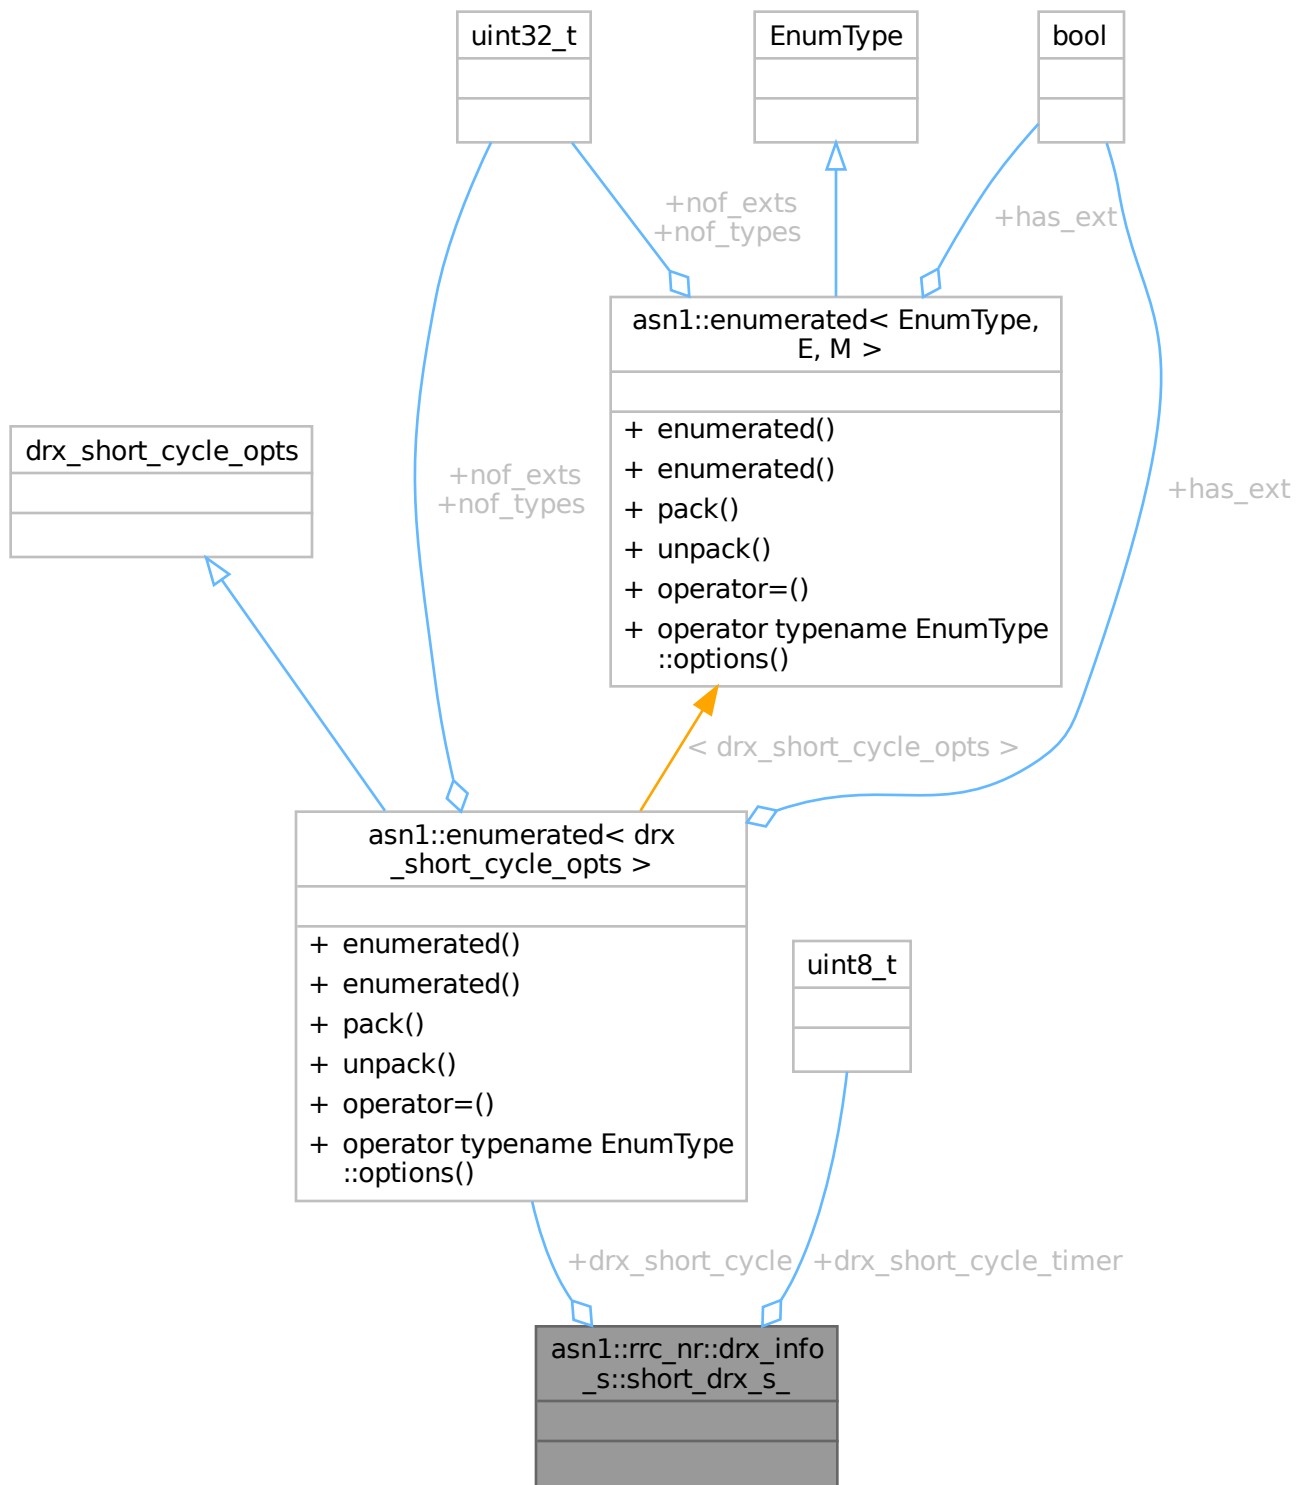 uint32_t
EnumType
bool
+nof_exts
+nof_types
+has_ext
asn1::enumerated< EnumType,
E, M >
+ enumerated()
+ enumerated()
+ pack()
+ unpack()
+ operator=()
+ operator typename EnumType
::options()
drx_short_cycle_opts
+nof_exts
+nof_types
+has_ext
< drx_short_cycle_opts >
asn1::enumerated< drx
_short_cycle_opts >
+ enumerated()
+ enumerated()
+ pack()
+ unpack()
+ operator=()
+ operator typename EnumType
::options()
uint8_t
+drx_short_cycle
+drx_short_cycle_timer
asn1::rrc_nr::drx_info
_s::short_drx_s_